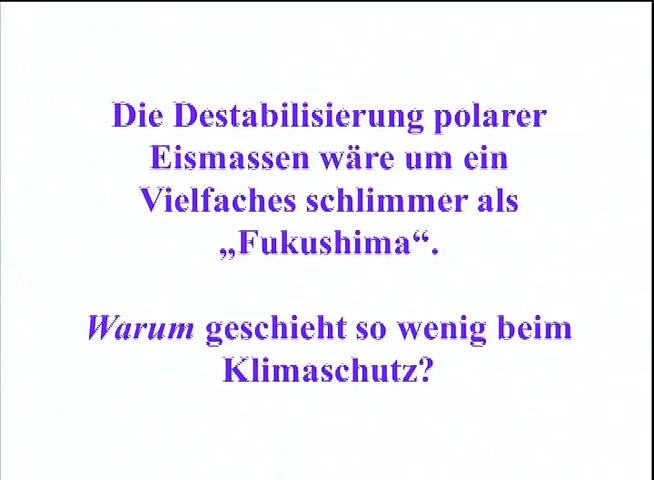 Die Destabilisierung polarer
Eismassen wäre um ein
Vielfaches schlimmer als
„Fukushima“.
Warum geschieht so wenig beim
Klimaschutz?